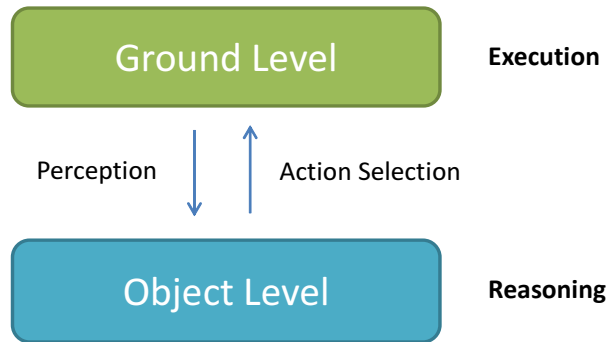 Ground Level
Execution
Perception
Action Selection
Object Level
Reasoning